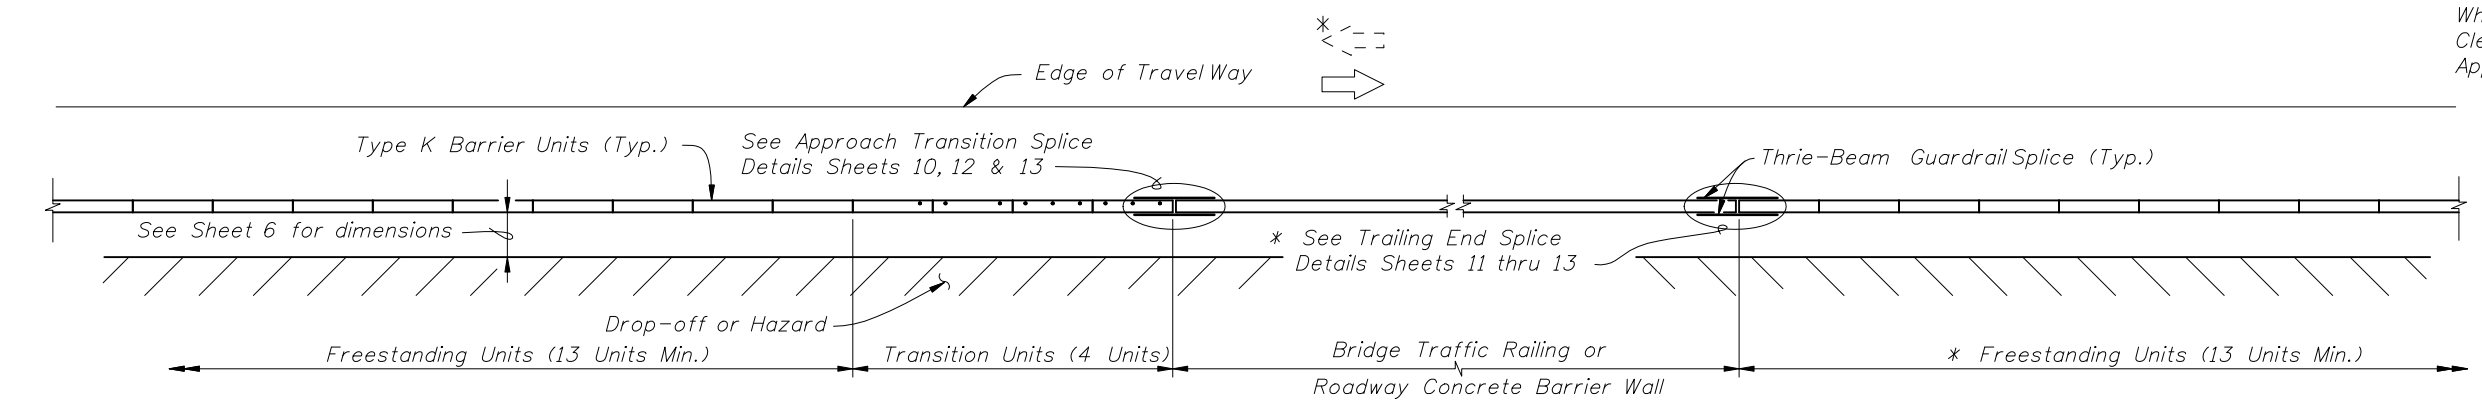 *
Edge of Travel Way
Type K Barrier Units (Typ.)
See Approach Transition Splice
Details Sheets 10, 12 & 13
Thrie-Beam Guardrail Splice (Typ.)
See Sheet 6 for dimensions
* See Trailing End Splice
Details Sheets 11 thru 13
Drop-off or Hazard
Freestanding Units (13 Units Min.)
Transition Units (4 Units)
Bridge Traffic Railing or
Roadway Concrete Barrier Wall
* Freestanding Units (13 Units Min.)